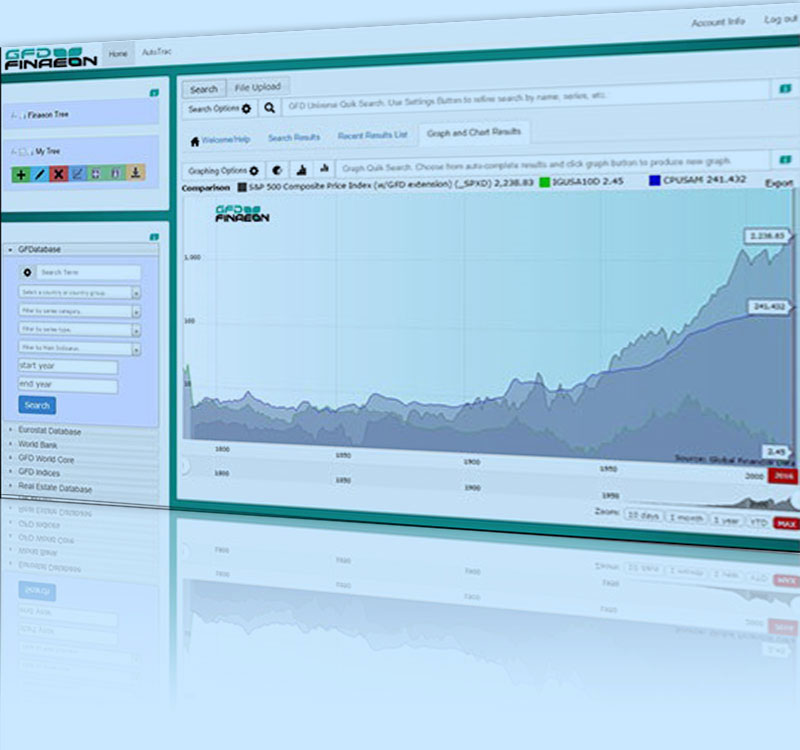 GFD
FINAEON
Home
AutoTrac
Account Info
Log out
Finaeon Tree
My Tree
GFDatabase
Search Term
Select a country or country group...
Filter by series category...
Filter by series type...
Filter by Main Indicator...
start year
end year
Search
Eurostat Database
World Bank
GFD World Core
GFD Indices
Real Estate Database
Search
File Upload
Search Options
GFD Universe Quik Search. Use Settings Button to refine search by name, series, etc.
Welcome/Help
Search Results
Recent Results List
Graph and Chart Results
Graphing Options
Graph Quik Search. Choose from auto-complete results and click graph button to produce new graph.
Comparison S&P 500 Composite Price Index (w/GFD extension) (_SPXD) 2,238.83 IGUSA10D 2.45 CPUSAM 241.432
Export
GFD
FINAEON
2,238.83
1,000
241.432
100
10
2.45
Source: Global Financial Data
1800
1850
1900
1950
2000
2016
1800
1850
1900
1950
Zoom: 10 days 1 month 1 year YTD MAX